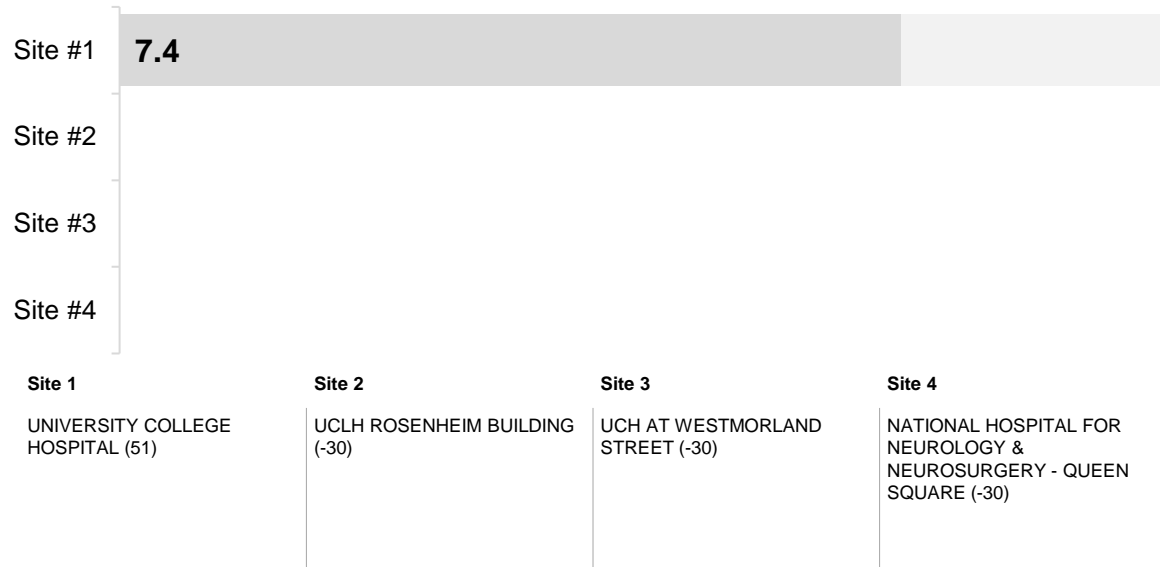 Site #1
7.4
Site #2
Site #3
Site #4
Site 1
Site 2
Site 3
Site 4
UNIVERSITY COLLEGE
HOSPITAL (51)
UCLH ROSENHEIM BUILDING
(-30)
UCH AT WESTMORLAND
STREET (-30)
NATIONAL HOSPITAL FOR
NEUROLOGY &
NEUROSURGERY - QUEEN
SQUARE (-30)